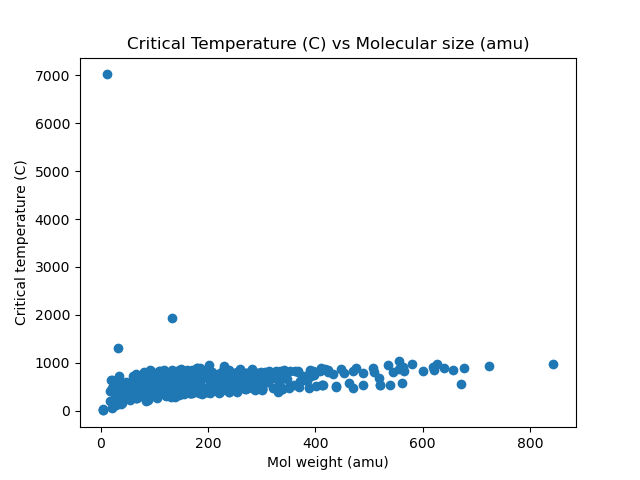 Critical Temperature (C) vs Molecular size (amu)
7000
6000
5000
4000
3000
2000
1000
0
Critical temperature (C)
0 200 400 600 800
Mol weight (amu)